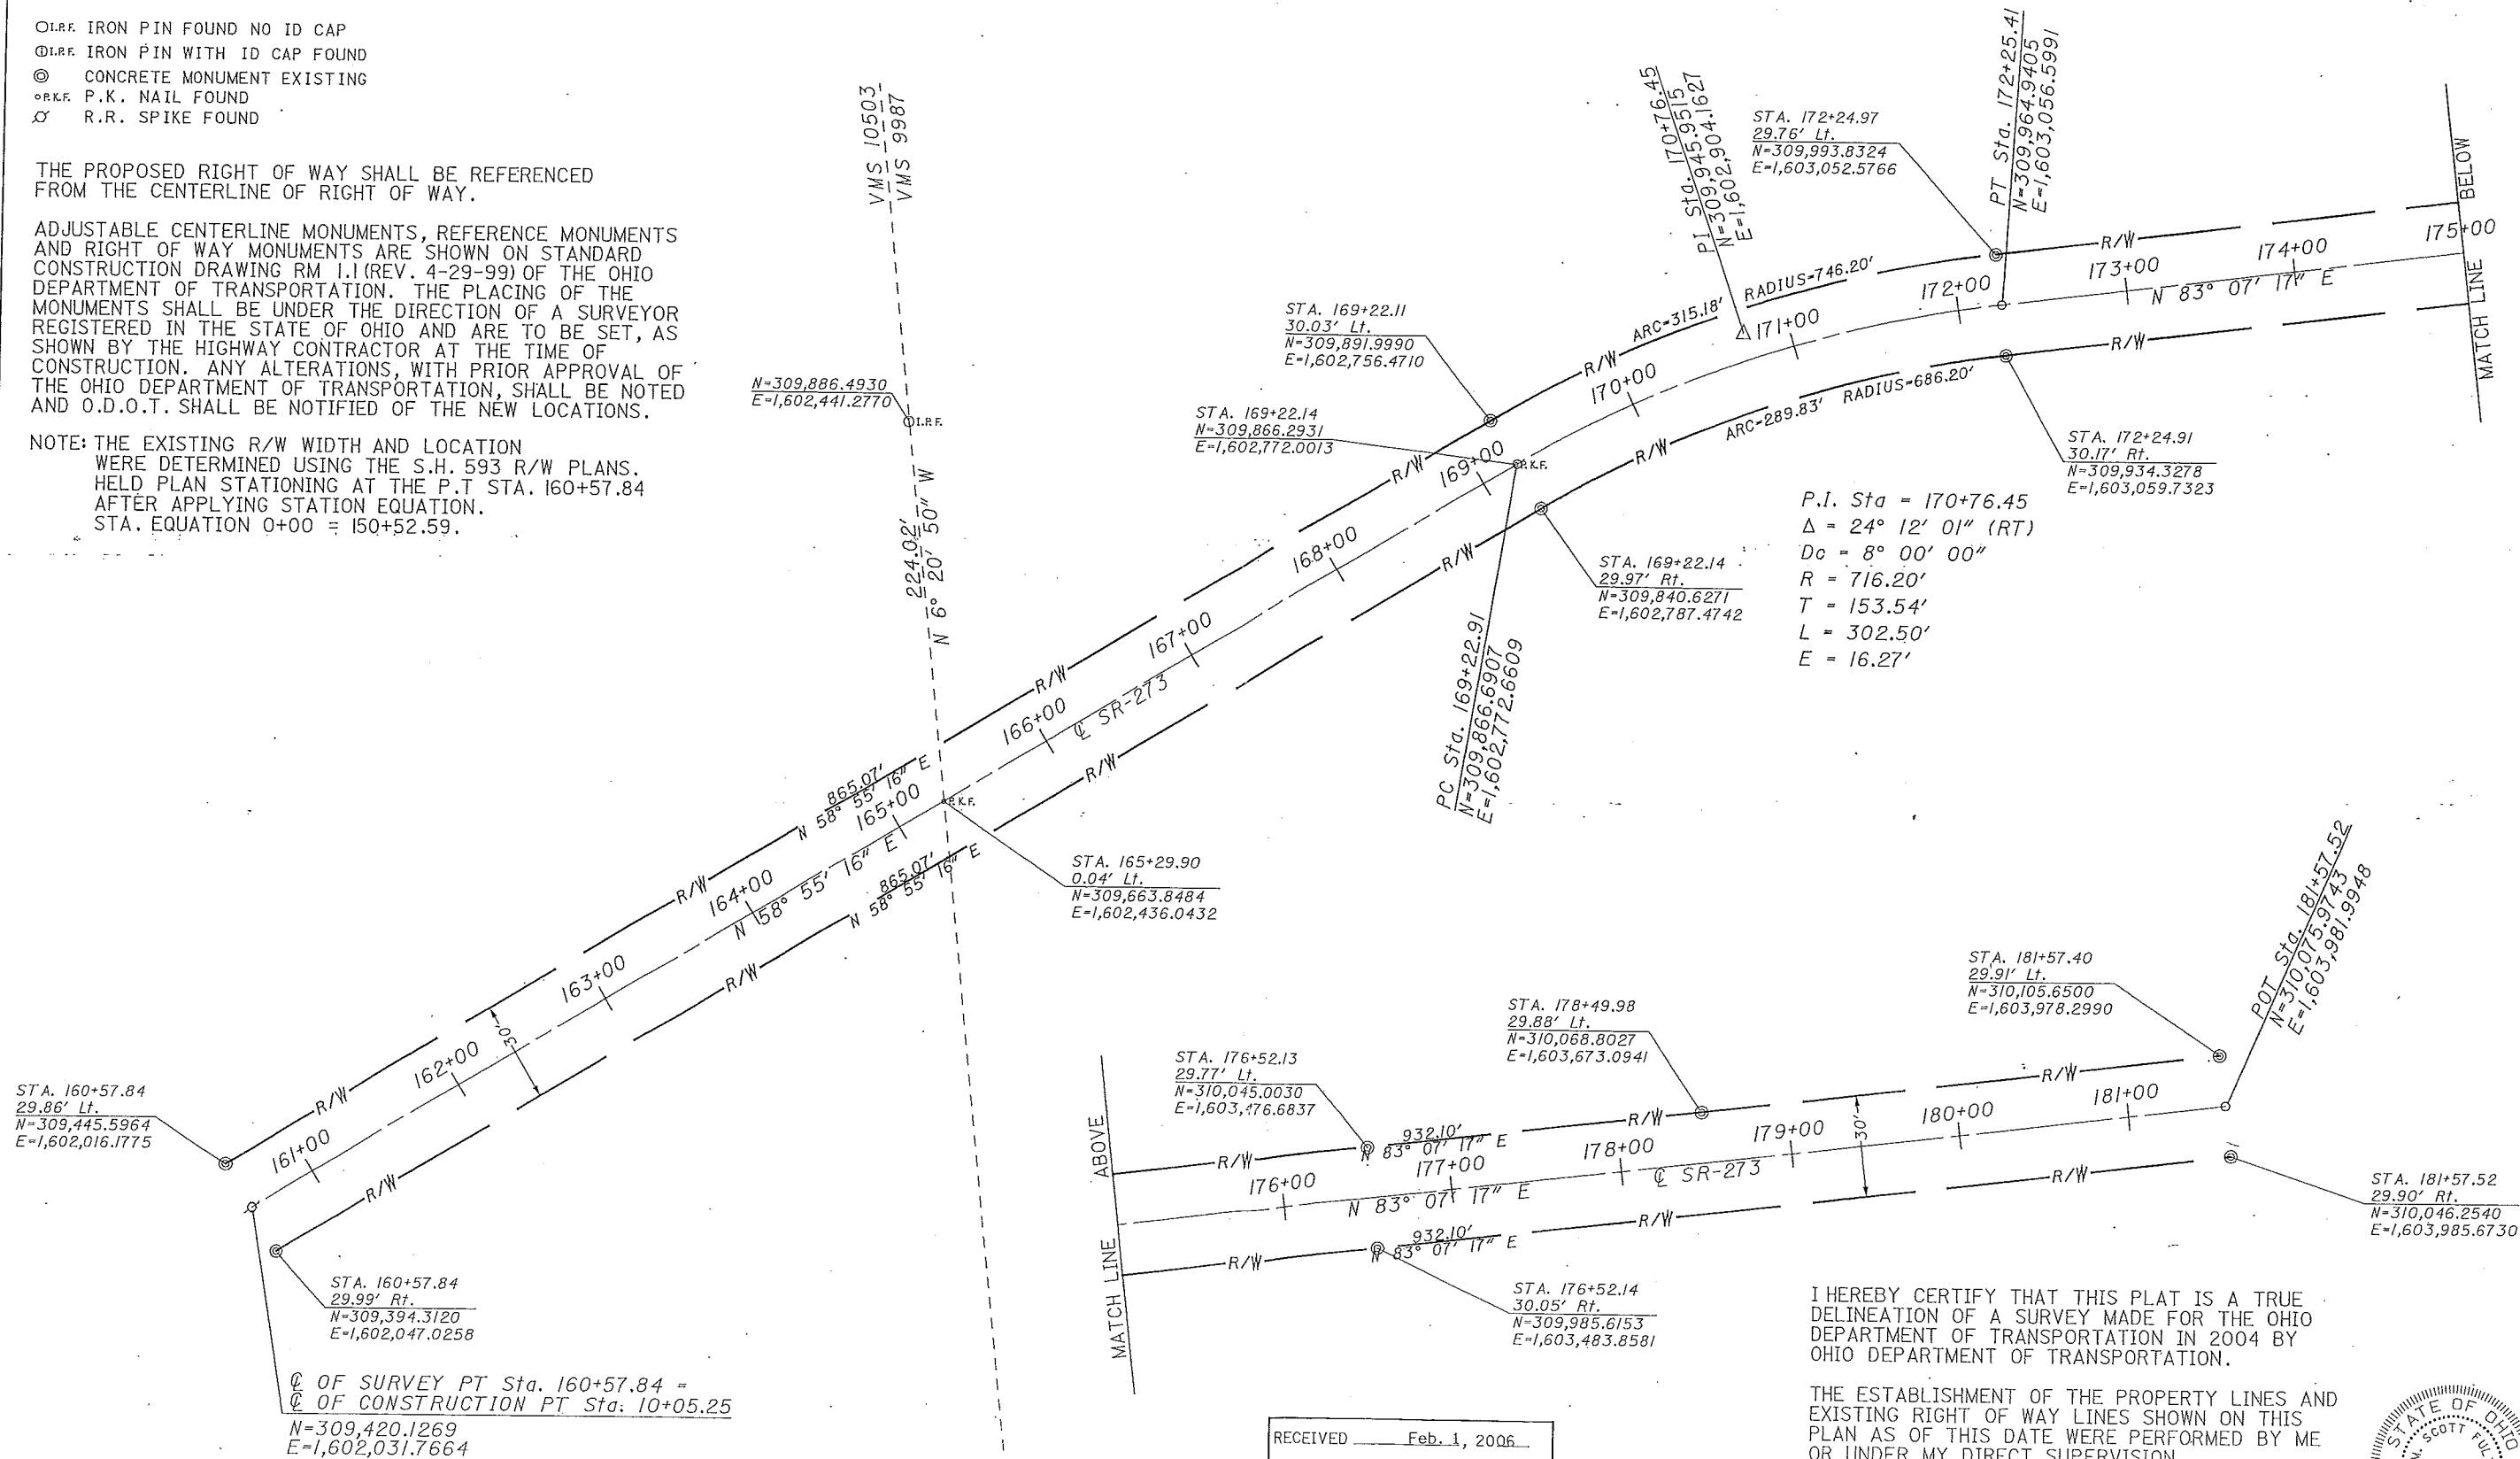 I.P.F. IRON PIN FOUND NO ID CAP
I.P.F. IRON PIN WITH ID CAP FOUND
CONCRETE MONUMENT EXISTING
P.K.F. P.K. NAIL FOUND
R.R. SPIKE FOUND
THE PROPOSED RIGHT OF WAY SHALL BE REFERENCED
FROM THE CENTERLINE OF RIGHT OF WAY.
ADJUSTABLE CENTERLINE MONUMENTS, REFERENCE MONUMENTS
AND RIGHT OF WAY MONUMENTS ARE SHOWN ON STANDARD
CONSTRUCTION DRAWING RM 1.1 (REV. 4-29-99) OF THE OHIO
DEPARTMENT OF TRANSPORTATION. THE PLACING OF THE
MONUMENTS SHALL BE UNDER THE DIRECTION OF A SURVEYOR
REGISTERED IN THE STATE OF OHIO AND ARE TO BE SET, AS
SHOWN BY THE HIGHWAY CONTRACTOR AT THE TIME OF
CONSTRUCTION. ANY ALTERATIONS, WITH PRIOR APPROVAL OF
THE OHIO DEPARTMENT OF TRANSPORTATION, SHALL BE NOTED
AND O.D.O.T. SHALL BE NOTIFIED OF THE NEW LOCATIONS.
NOTE: THE EXISTING R/W WIDTH AND LOCATION
WERE DETERMINED USING THE S.H. 593 R/W PLANS.
HELD PLAN STATIONING AT THE P.T STA. 160+57.84
AFTER APPLYING STATION EQUATION.
STA. EQUATION 0+00 = 150+52.59.
VMS 10503
VMS 9987
N=309,886.4930
E=1,602,441.2770
I.P.F.
224.02'
N 6° 20' 50" W
PI Sta. 170+76.45
N=309,945.9515
E=1,602,904.1627
STA. 172+24.97
29.76' Lt.
N=309,993.8324
E=1,603,052.5766
PT Sta. 172+25.41
N=309,964.9405
E=1,603,056.5991
MATCH LINE BELOW
STA. 169+22.11
30.03' Lt.
N=309,891.9990
E=1,602,756.4710
STA. 169+22.14
N=309,866.2931
E=1,602,772.0013
R/W
ARC=315.18'
RADIUS=746.20'
R/W
169+00
P.K.F.
170+00
171+00
172+00
173+00
174+00
175+00
R/W
N 83° 07' 17" E
R/W
R/W
ARC=289.83'
RADIUS=686.20'
STA. 172+24.91
30.17' Rt.
N=309,934.3278
E=1,603,059.7323
P.I. Sta = 170+76.45
Δ = 24° 12' 01" (RT)
Dc = 8° 00' 00"
R = 716.20'
T = 153.54'
L = 302.50'
E = 16.27'
STA. 169+22.14
29.97' Rt.
N=309,840.6271
E=1,602,787.4742
PC Sta. 169+22.91
N=309,866.6907
E=1,602,772.6609
168+00
R/W
167+00
R/W
166+00
℄ SR-273
R/W
865.07'
N 58° 55' 16" E
165+00
P.K.F.
N 58° 55' 16" E
865.07'
N 58° 55' 16" E
STA. 165+29.90
0.04' Lt.
N=309,663.8484
E=1,602,436.0432
R/W
164+00
R/W
163+00
30'
162+00
R/W
161+00
R/W
STA. 160+57.84
29.86' Lt.
N=309,445.5964
E=1,602,016.1775
STA. 160+57.84
29.99' Rt.
N=309,394.3120
E=1,602,047.0258
℄ OF SURVEY PT Sta. 160+57.84 =
℄ OF CONSTRUCTION PT Sta. 10+05.25
N=309,420.1269
E=1,602,031.7664
MATCH LINE ABOVE
STA. 176+52.13
29.77' Lt.
N=310,045.0030
E=1,603,476.6837
STA. 178+49.98
29.88' Lt.
N=310,068.8027
E=1,603,673.0941
STA. 181+57.40
29.91' Lt.
N=310,105.6500
E=1,603,978.2990
POT Sta. 181+57.52
N=310,075.9743
E=1,603,981.9948
R/W
932.10'
N 83° 07' 17" E
R/W
R/W
176+00
177+00
178+00
179+00
180+00
181+00
30'
N 83° 07' 17" E
℄ SR-273
R/W
932.10'
N 83° 07' 17" E
R/W
R/W
STA. 176+52.14
30.05' Rt.
N=309,985.6153
E=1,603,483.8581
STA. 181+57.52
29.90' Rt.
N=310,046.2540
E=1,603,985.6730
I HEREBY CERTIFY THAT THIS PLAT IS A TRUE
DELINEATION OF A SURVEY MADE FOR THE OHIO
DEPARTMENT OF TRANSPORTATION IN 2004 BY
OHIO DEPARTMENT OF TRANSPORTATION.
THE ESTABLISHMENT OF THE PROPERTY LINES AND
EXISTING RIGHT OF WAY LINES SHOWN ON THIS
PLAN AS OF THIS DATE WERE PERFORMED BY ME
OR UNDER MY DIRECT SUPERVISION
RECEIVED Feb. 1, 2006
STATE OF OHIO
SCOTT